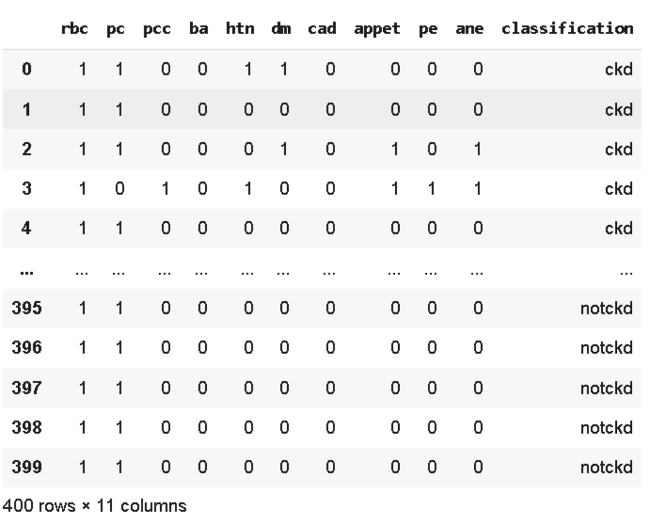 rbc pc pcc ba htn dm cad appet pe ane classification
0 1 1 0 0 1 1 0 0 0 0 ckd
1 1 1 0 0 0 0 0 0 0 0 ckd
2 1 1 0 0 0 1 0 1 0 1 ckd
3 1 0 1 0 1 0 0 1 1 1 ckd
4 1 1 0 0 0 0 0 0 0 0 ckd
... ... ... ... ... ... ... ... ... ... ... ...
395 1 1 0 0 0 0 0 0 0 0 notckd
396 1 1 0 0 0 0 0 0 0 0 notckd
397 1 1 0 0 0 0 0 0 0 0 notckd
398 1 1 0 0 0 0 0 0 0 0 notckd
399 1 1 0 0 0 0 0 0 0 0 notckd
400 rows × 11 columns